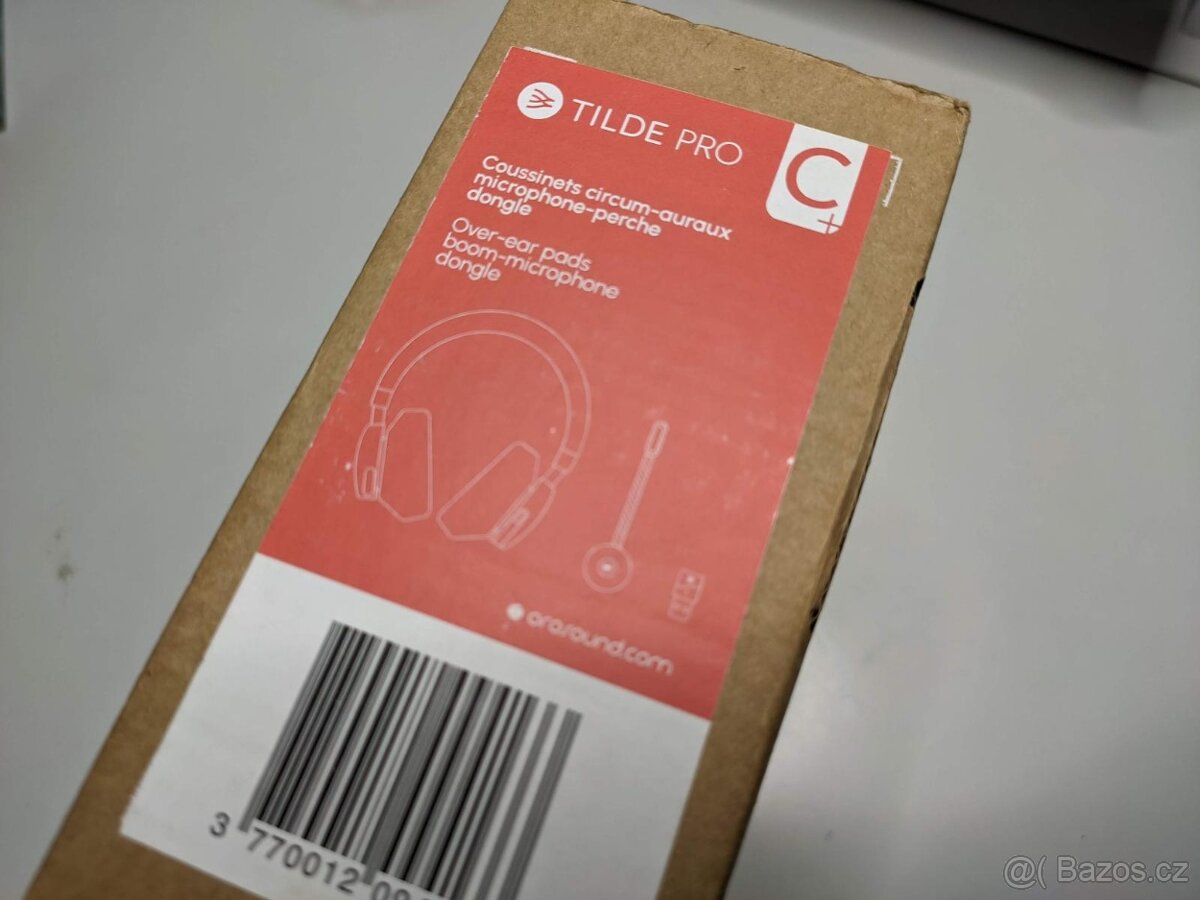 TILDE PRO
C+
Coussinets circum-auraux
microphone-perche
dongle
Over-ear pads
boom-microphone
dongle
orosound.com
3 770012 00
@( Bazos.cz